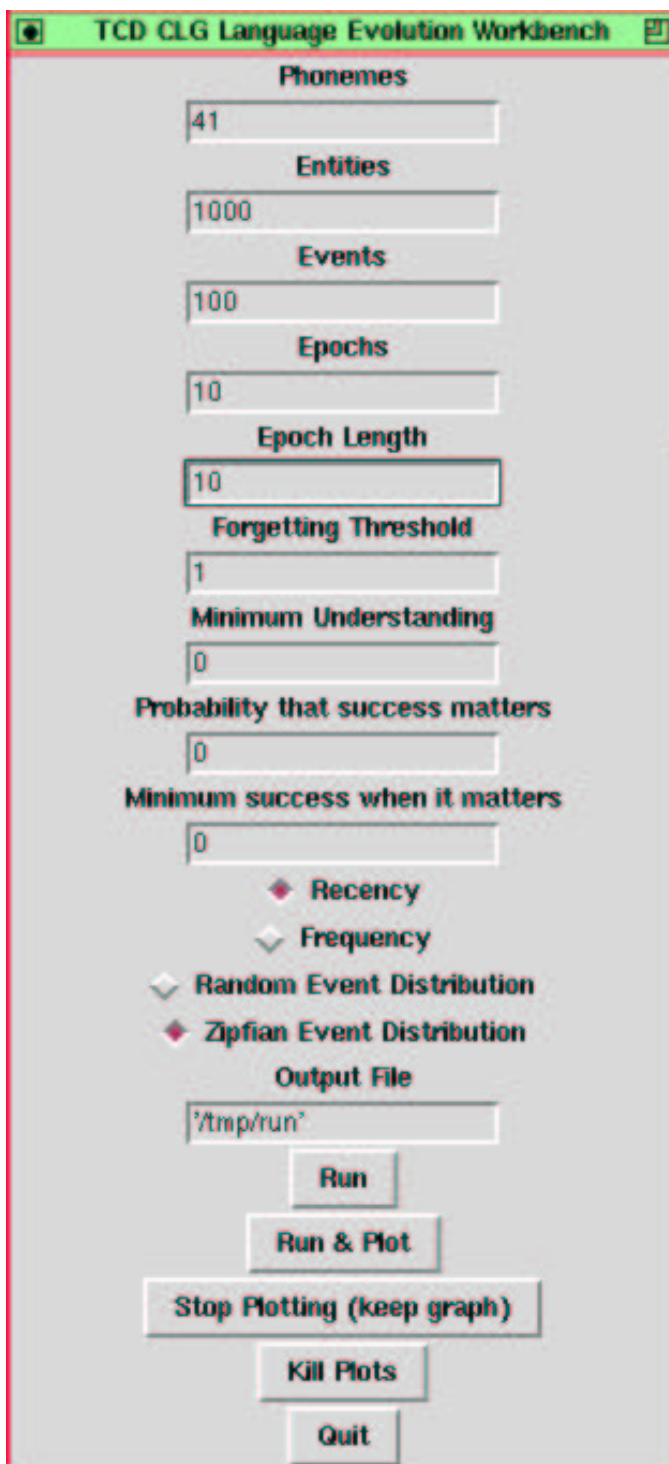 TCD CLG Language Evolution Workbench
Phonemes
41
Entities
1000
Events
100
Epochs
10
Epoch Length
10
Forgetting Threshold
1
Minimum Understanding
0
Probability that success matters
0
Minimum success when it matters
0
Recency
Frequency
Random Event Distribution
Zipfian Event Distribution
Output File
'/tmp/run'
Run
Run & Plot
Stop Plotting (keep graph)
Kill Plots
Quit